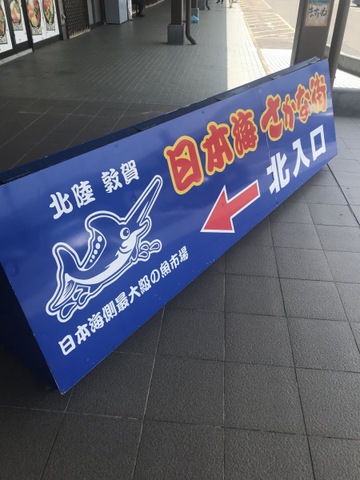 北陸 敦賀
日本海 さかな街
北入口
日本海側最大級の魚市場